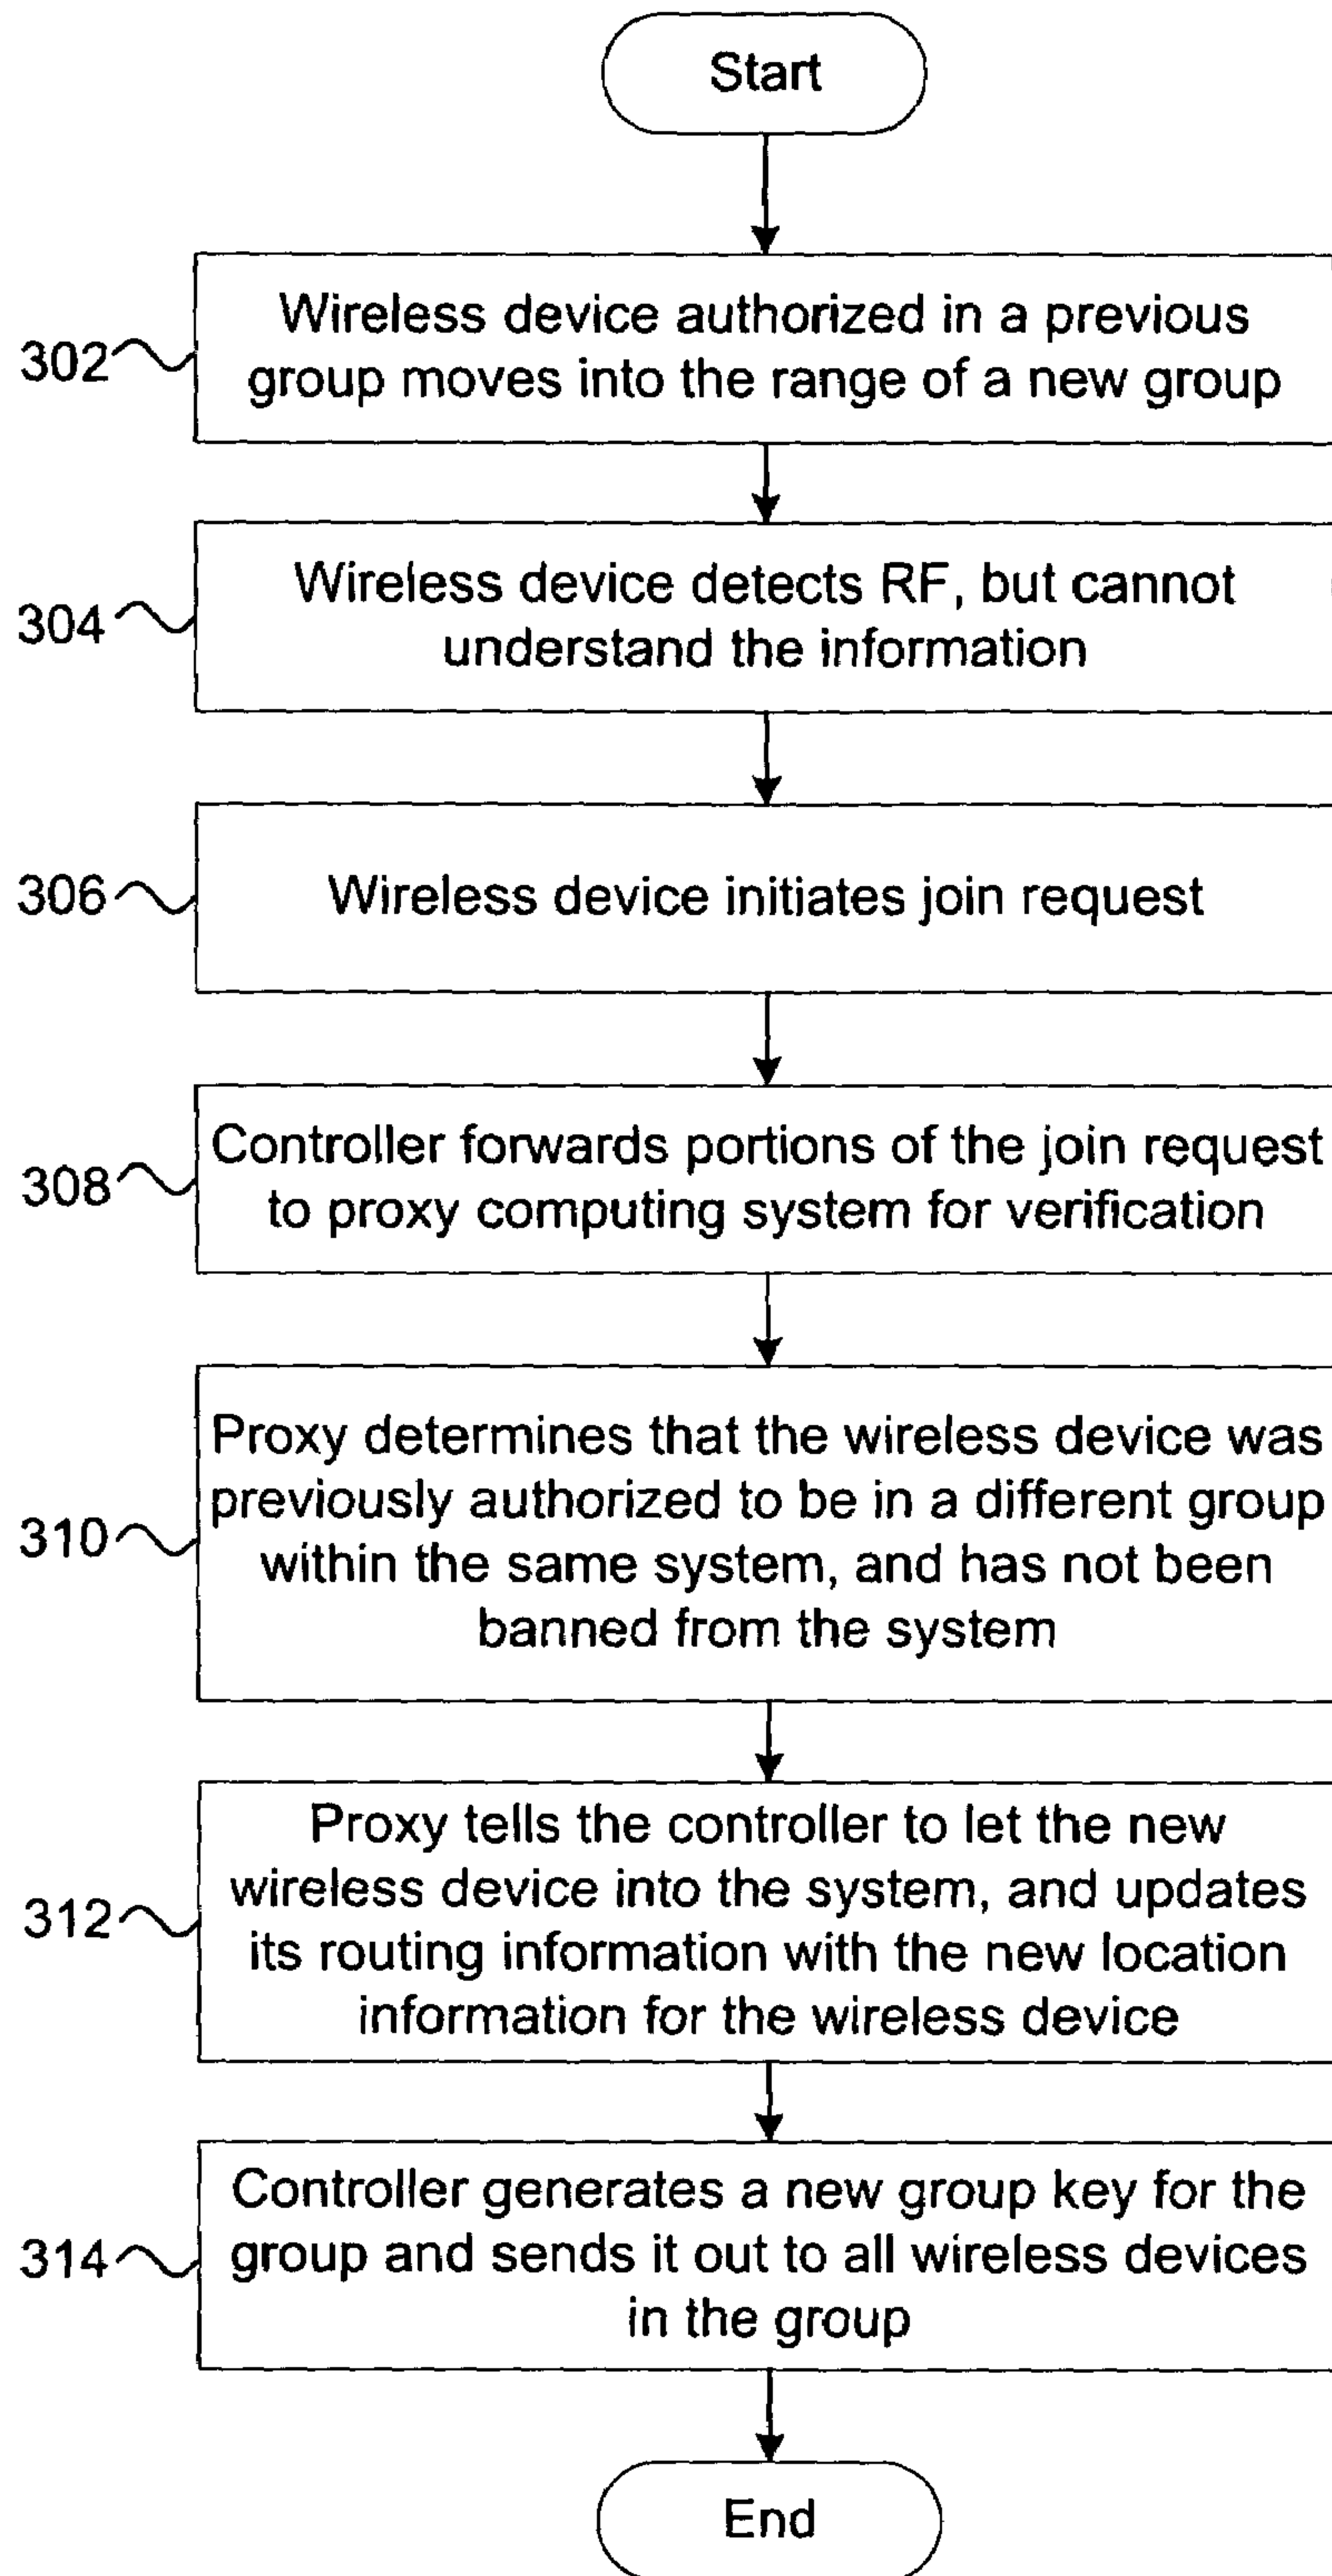 Start
302
Wireless device authorized in a previous
group moves into the range of a new group
304
Wireless device detects RF, but cannot
understand the information
306
Wireless device initiates join request
308
Controller forwards portions of the join request
to proxy computing system for verification
310
Proxy determines that the wireless device was
previously authorized to be in a different group
within the same system, and has not been
banned from the system
312
Proxy tells the controller to let the new
wireless device into the system, and updates
its routing information with the new location
information for the wireless device
314
Controller generates a new group key for the
group and sends it out to all wireless devices
in the group
End